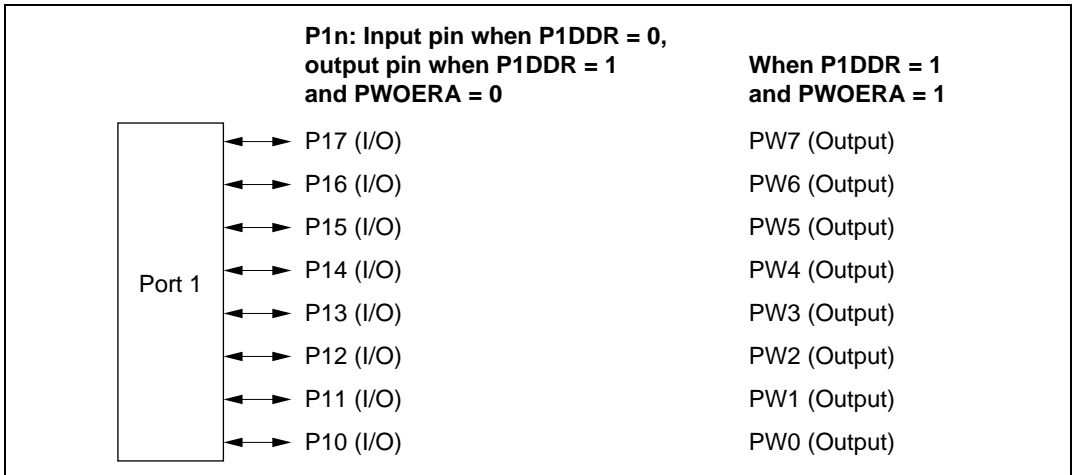 P1n: Input pin when P1DDR = 0,
output pin when P1DDR = 1
and PWOERA = 0
When P1DDR = 1
and PWOERA = 1
Port 1
P17 (I/O) PW7 (Output)
P16 (I/O) PW6 (Output)
P15 (I/O) PW5 (Output)
P14 (I/O) PW4 (Output)
P13 (I/O) PW3 (Output)
P12 (I/O) PW2 (Output)
P11 (I/O) PW1 (Output)
P10 (I/O) PW0 (Output)